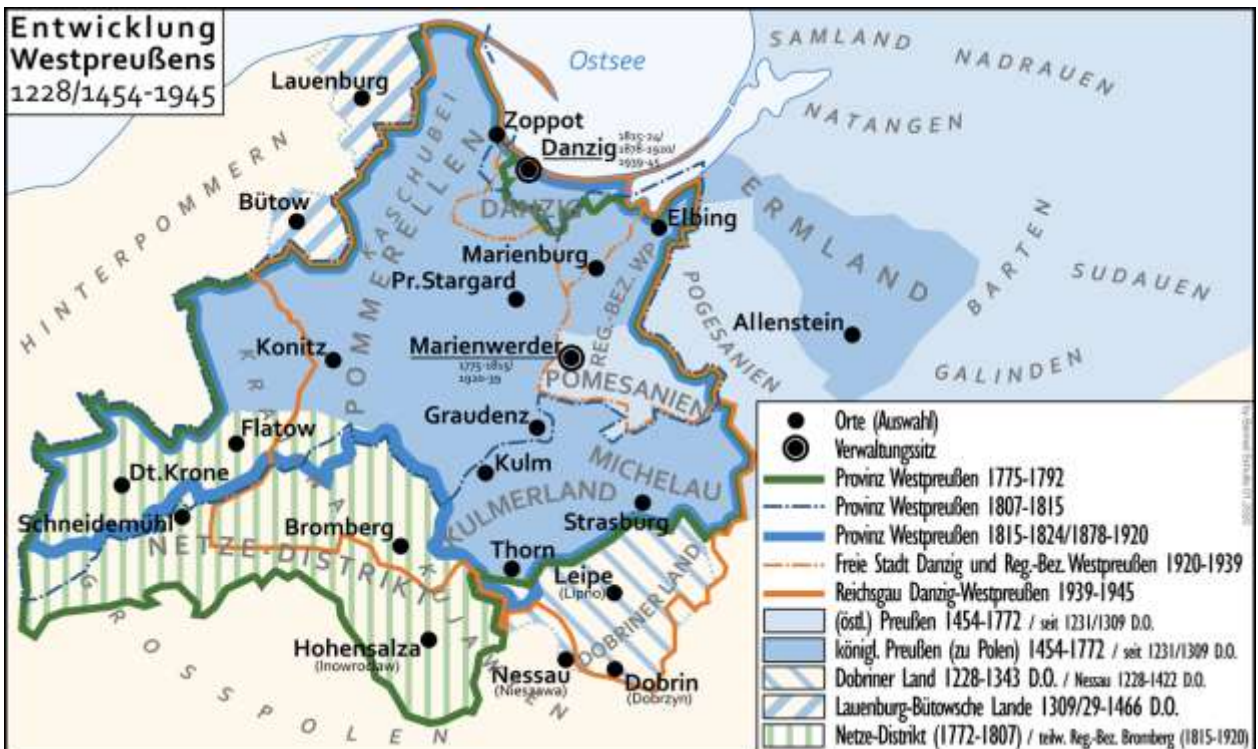 Entwicklung
Westpreußens
1228/1454-1945
Ostsee
SAMLAND
NADRAUEN
NATANGEN
Lauenburg
Zoppot
Danzig
1815-24/
1878-1920/
1939-45
KASCHUBEI
HINTERPOMMERN
Bütow
DANZIG
Elbing
ERMLAND
BARTEN
SUDAUEN
Marienburg
Pr.Stargard
REG.-BEZ. WP
POGESANIEN
POMMERELLEN
Allenstein
Konitz
Marienwerder
1775-1815/
1920-39
POMESANIEN
GALINDEN
KRAJNA
Graudenz
Flatow
Dt.Krone
Kulm
MICHELAU
KULMERLAND
Strasburg
Schneidemühl
Bromberg
NETZE DISTRIKT
Thorn
Leipe
(Lipno)
DOBRINER LAND
KUJAWEN
Hohensalza
(Inowrocław)
Nessau
(Nieszawa)
Dobrin
(Dobrzyn)
GROSSPOLEN
Orte (Auswahl)
Verwaltungssitz
Provinz Westpreußen 1775-1792
Provinz Westpreußen 1807-1815
Provinz Westpreußen 1815-1824/1878-1920
Freie Stadt Danzig und Reg.-Bez. Westpreußen 1920-1939
Reichsgau Danzig-Westpreußen 1939-1945
(östl.) Preußen 1454-1772 / seit 1231/1309 D.O.
königl. Preußen (zu Polen) 1454-1772 / seit 1231/1309 D.O.
Dobriner Land 1228-1343 D.O. / Nessau 1228-1422 D.O.
Lauenburg-Bütowsche Lande 1309/29-1466 D.O.
Netze-Distrikt (1772-1807) / teilw. Reg.-Bez. Bromberg (1815-1920)